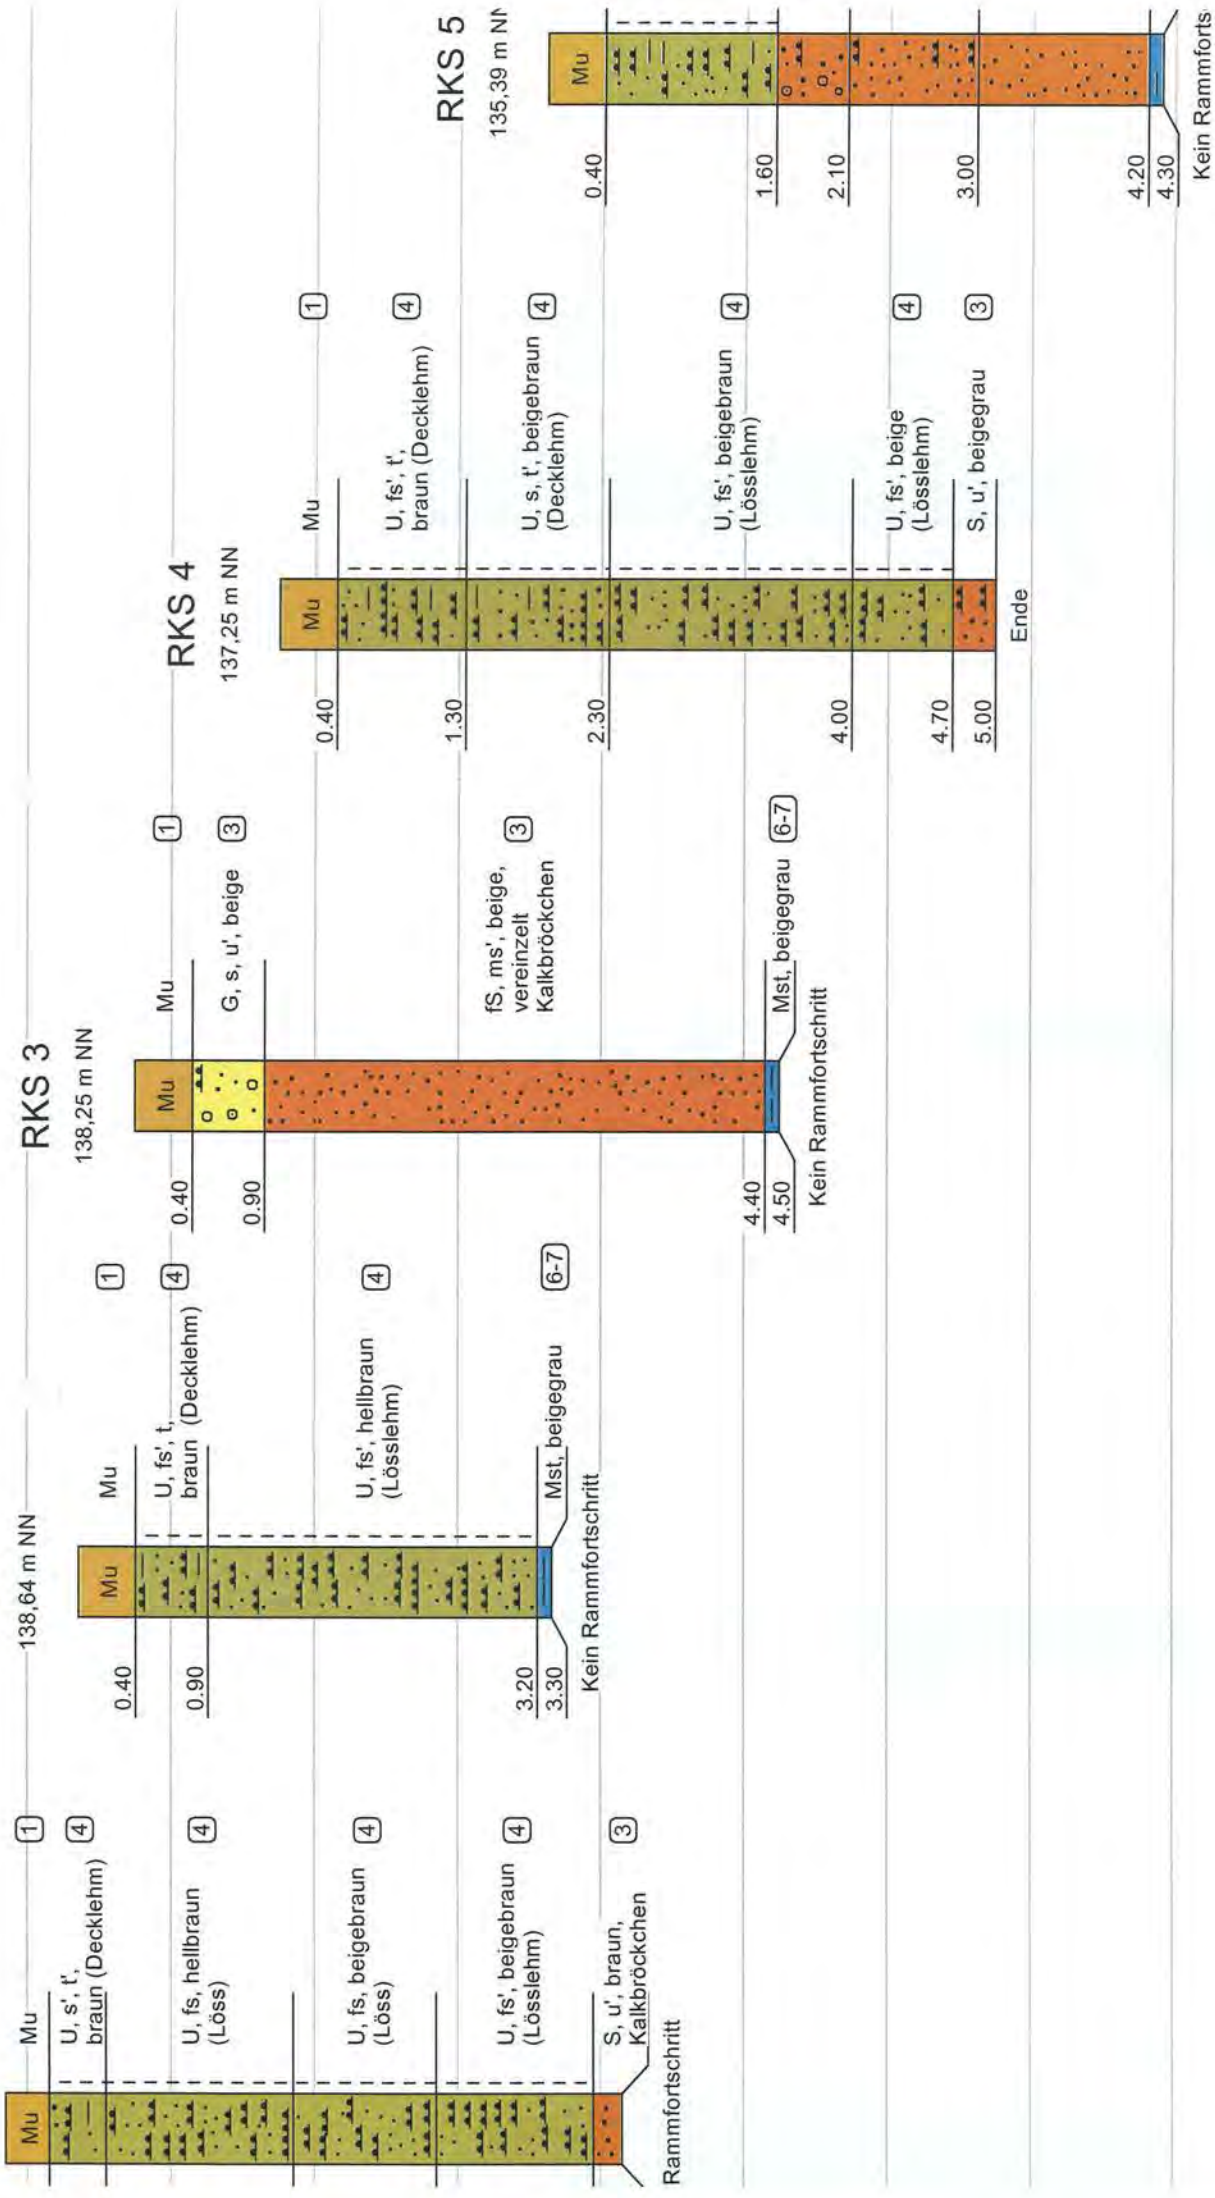 Mu
Mu
1
U, s', t',
braun (Decklehm)
4
U, fs, hellbraun
(Löss)
4
U, fs, beigebraun
(Löss)
4
U, fs', beigebraun
(Lösslehm)
4
S, u', braun,
Kalkbröckchen
3
Rammfortschritt
138,64 m NN
Mu
Mu
1
0.40
U, fs', t,
braun (Decklehm)
4
0.90
U, fs', hellbraun
(Lösslehm)
4
3.20
3.30
Mst, beigegrau
6-7
Kein Rammfortschritt
RKS 3
138,25 m NN
Mu
Mu
1
0.40
G, s, u', beige
3
0.90
fS, ms', beige,
vereinzelt
Kalkbröckchen
3
4.40
4.50
Mst, beigegrau
6-7
Kein Rammfortschritt
RKS 4
137,25 m NN
Mu
Mu
1
0.40
U, fs', t',
braun (Decklehm)
4
1.30
U, s, t', beigebraun
(Decklehm)
4
2.30
U, fs', beigebraun
(Lösslehm)
4
4.00
U, fs', beige
(Lösslehm)
4
4.70
S, u', beigegrau
3
5.00
Ende
RKS 5
135,39 m NN
Mu
0.40
1.60
2.10
3.00
4.20
4.30
Kein Rammforts